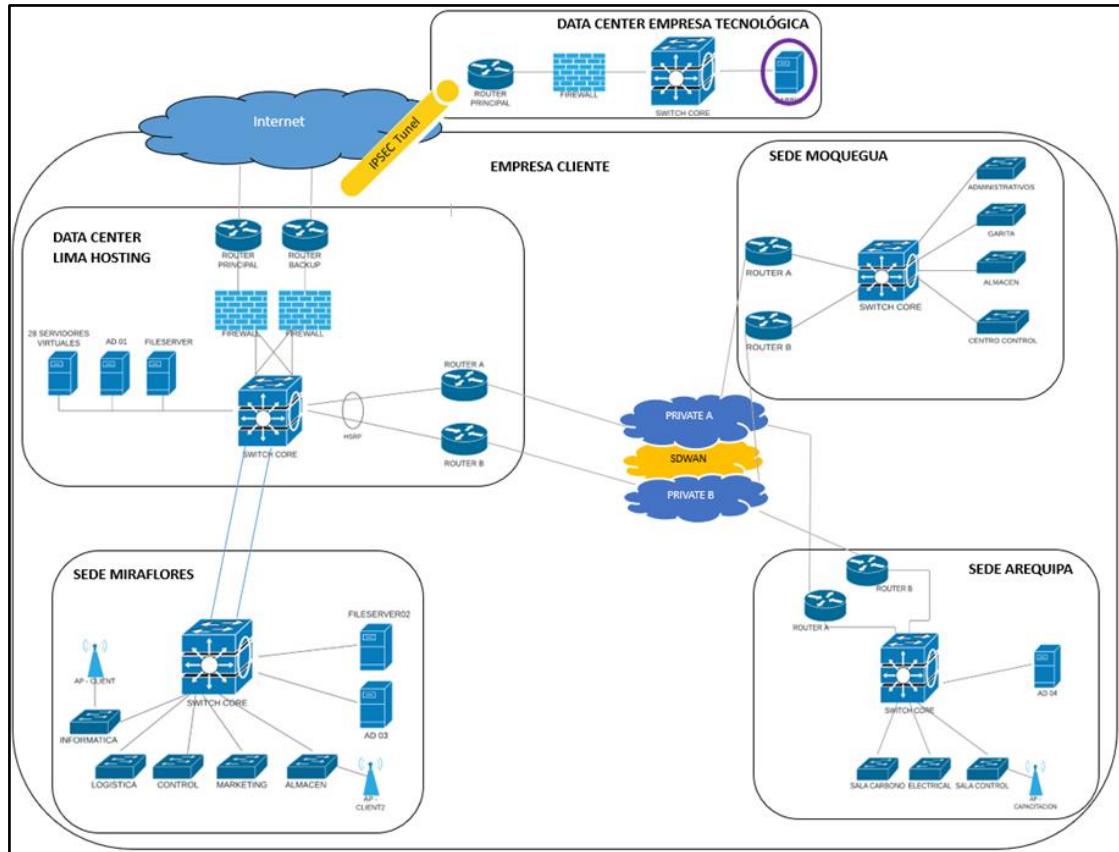 DATA CENTER EMPRESA TECNOLÓGICA
ROUTER
PRINCIPAL
FIREWALL
SWITCH CORE
Internet
IPSEC Tunel
EMPRESA CLIENTE
DATA CENTER
LIMA HOSTING
ROUTER
PRINCIPAL
ROUTER
BACKUP
FIREWALL
FIREWALL
28 SERVIDORES
VIRTUALES
AD 01
FILESERVER
SWITCH CORE
HSRP
ROUTER A
ROUTER B
SEDE MOQUEGUA
ROUTER A
ROUTER B
SWITCH CORE
ADMINISTRATIVOS
GARITA
ALMACEN
CENTRO CONTROL
PRIVATE A
SDWAN
PRIVATE B
SEDE MIRAFLORES
AP - CLIENT
SWITCH CORE
FILESERVER02
AD 03
INFORMATICA
LOGISTICA
CONTROL
MARKETING
ALMACEN
AP -
CLIENT2
SEDE AREQUIPA
ROUTER B
ROUTER A
SWITCH CORE
AD 04
SALA CARBONO
ELECTRICAL
SALA CONTROL
AP -
CAPACITACION